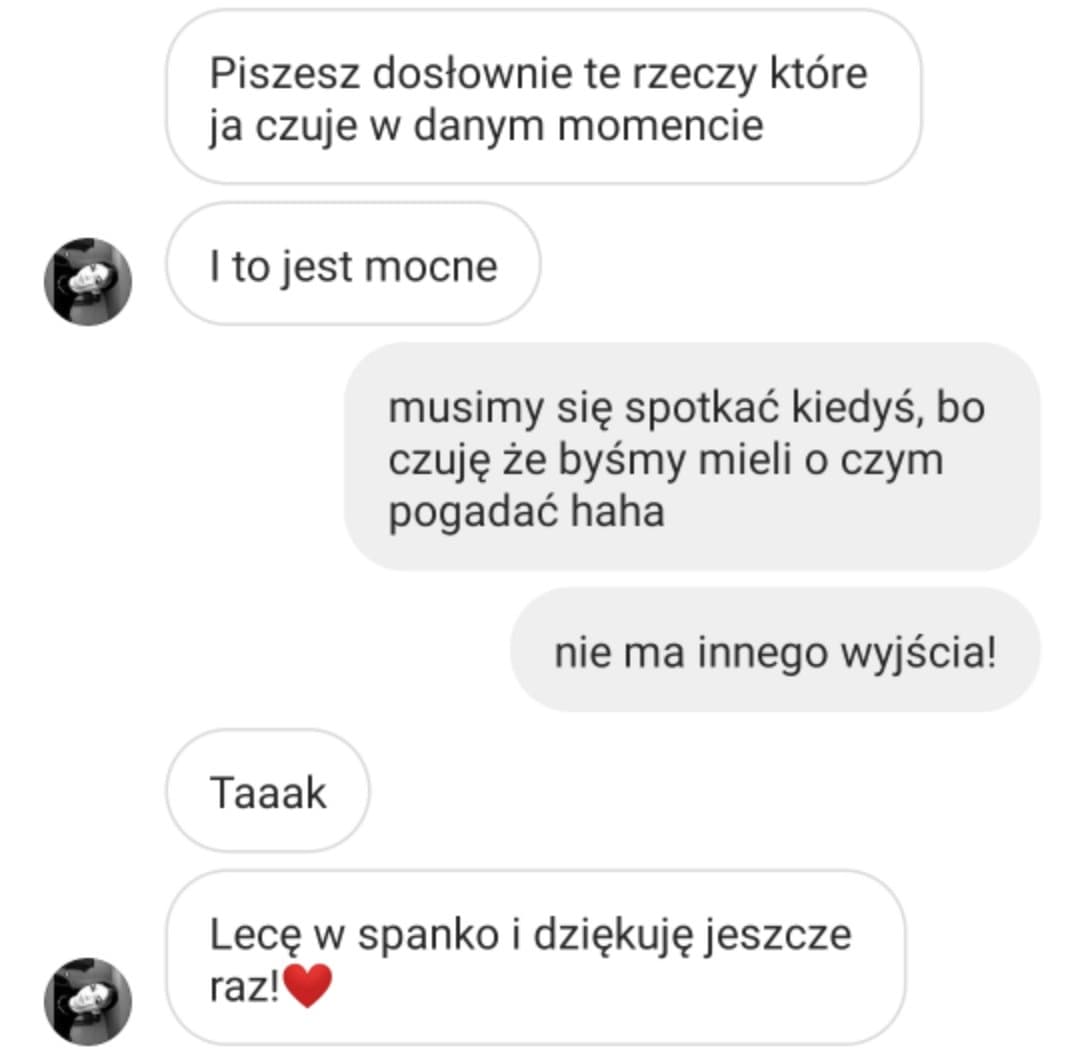 Piszesz dosłownie te rzeczy które
ja czuje w danym momencie
I to jest mocne
musimy się spotkać kiedyś, bo
czuję że byśmy mieli o czym
pogadać haha
nie ma innego wyjścia!
Taaak
Lecę w spanko i dziękuję jeszcze
raz!❤️